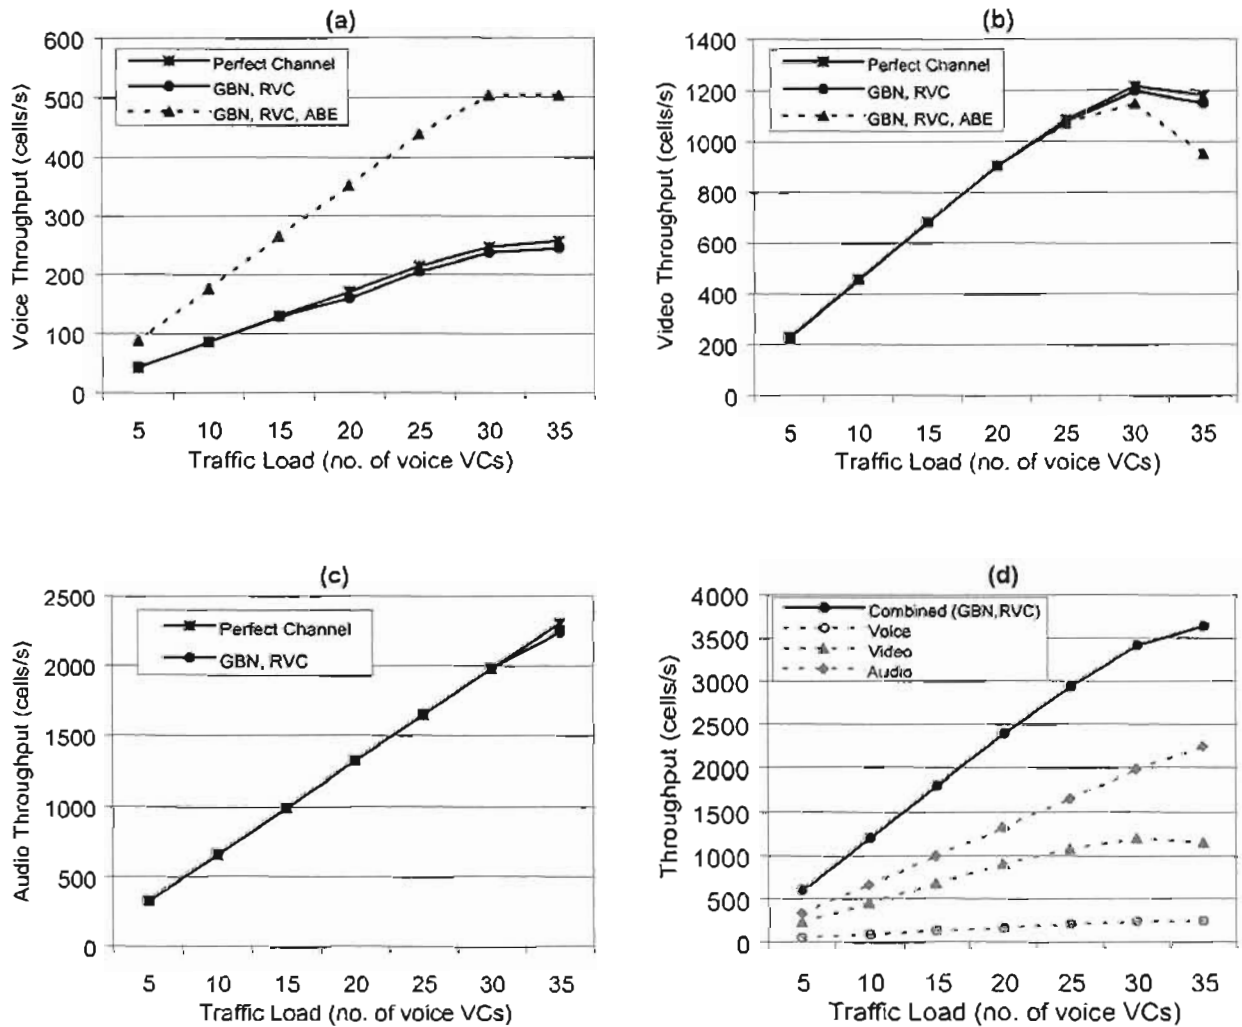 (a)
600
500
400
300
200
100
0
Voice Throughput (cells/s)
Perfect Channel
GBN, RVC
GBN, RVC, ABE
5 10 15 20 25 30 35
Traffic Load (no. of voice VCs)
(b)
1400
1200
1000
800
600
400
200
0
Video Throughput (cells/s)
Perfect Channel
GBN, RVC
GBN, RVC, ABE
5 10 15 20 25 30 35
Traffic Load (no. of voice VCs)
(c)
2500
2000
1500
1000
500
0
Audio Throughput (cells/s)
Perfect Channel
GBN, RVC
5 10 15 20 25 30 35
Traffic Load (no. of voice VCs)
(d)
4000
3500
3000
2500
2000
1500
1000
500
0
Throughput (cells/s)
Combined (GBN,RVC)
Voice
Video
Audio
5 10 15 20 25 30 35
Traffic Load (no. of voice VCs)